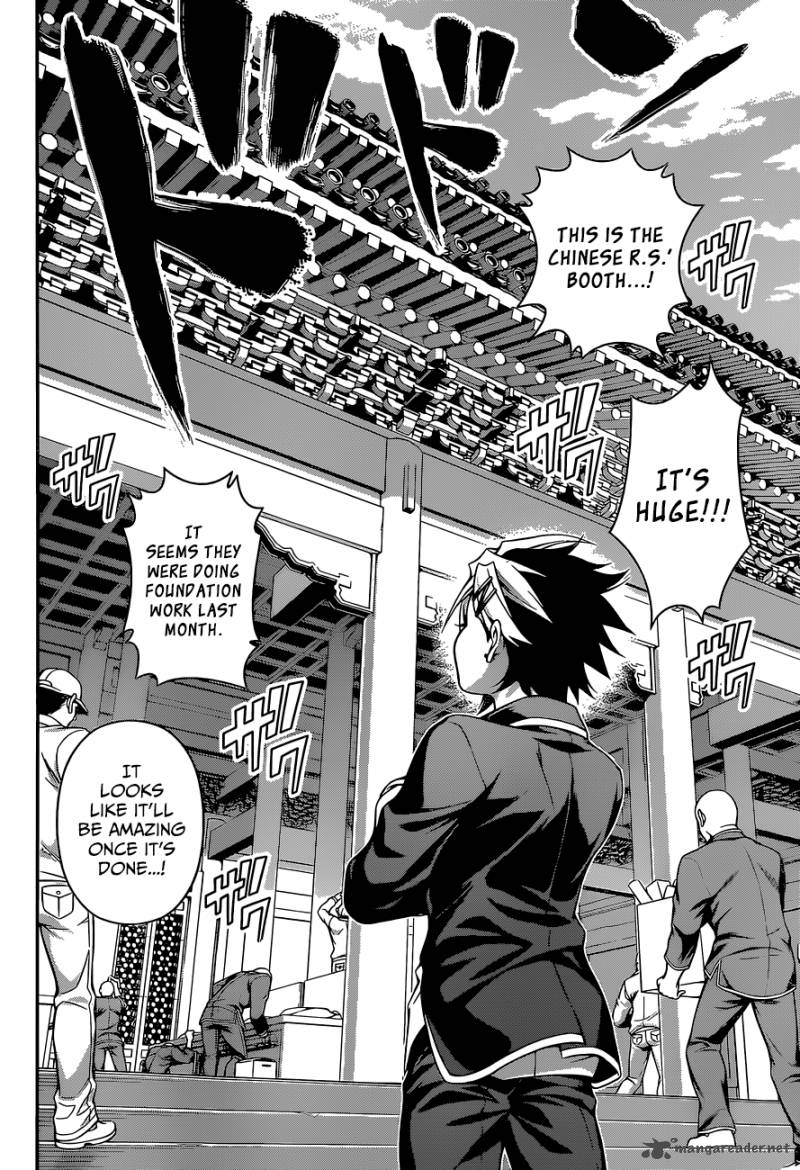 ドドドン
THIS IS THE
CHINESE R.S.'
BOOTH...!
ザッ
ザワ
IT'S
HUGE!!!
ザワ
ザワ
IT
SEEMS THEY
WERE DOING
FOUNDATION
WORK LAST
MONTH.
ザワ
ザワ
IT
LOOKS
LIKE IT'LL
BE AMAZING
ONCE IT'S
DONE...!
ザワ
mangareader.net